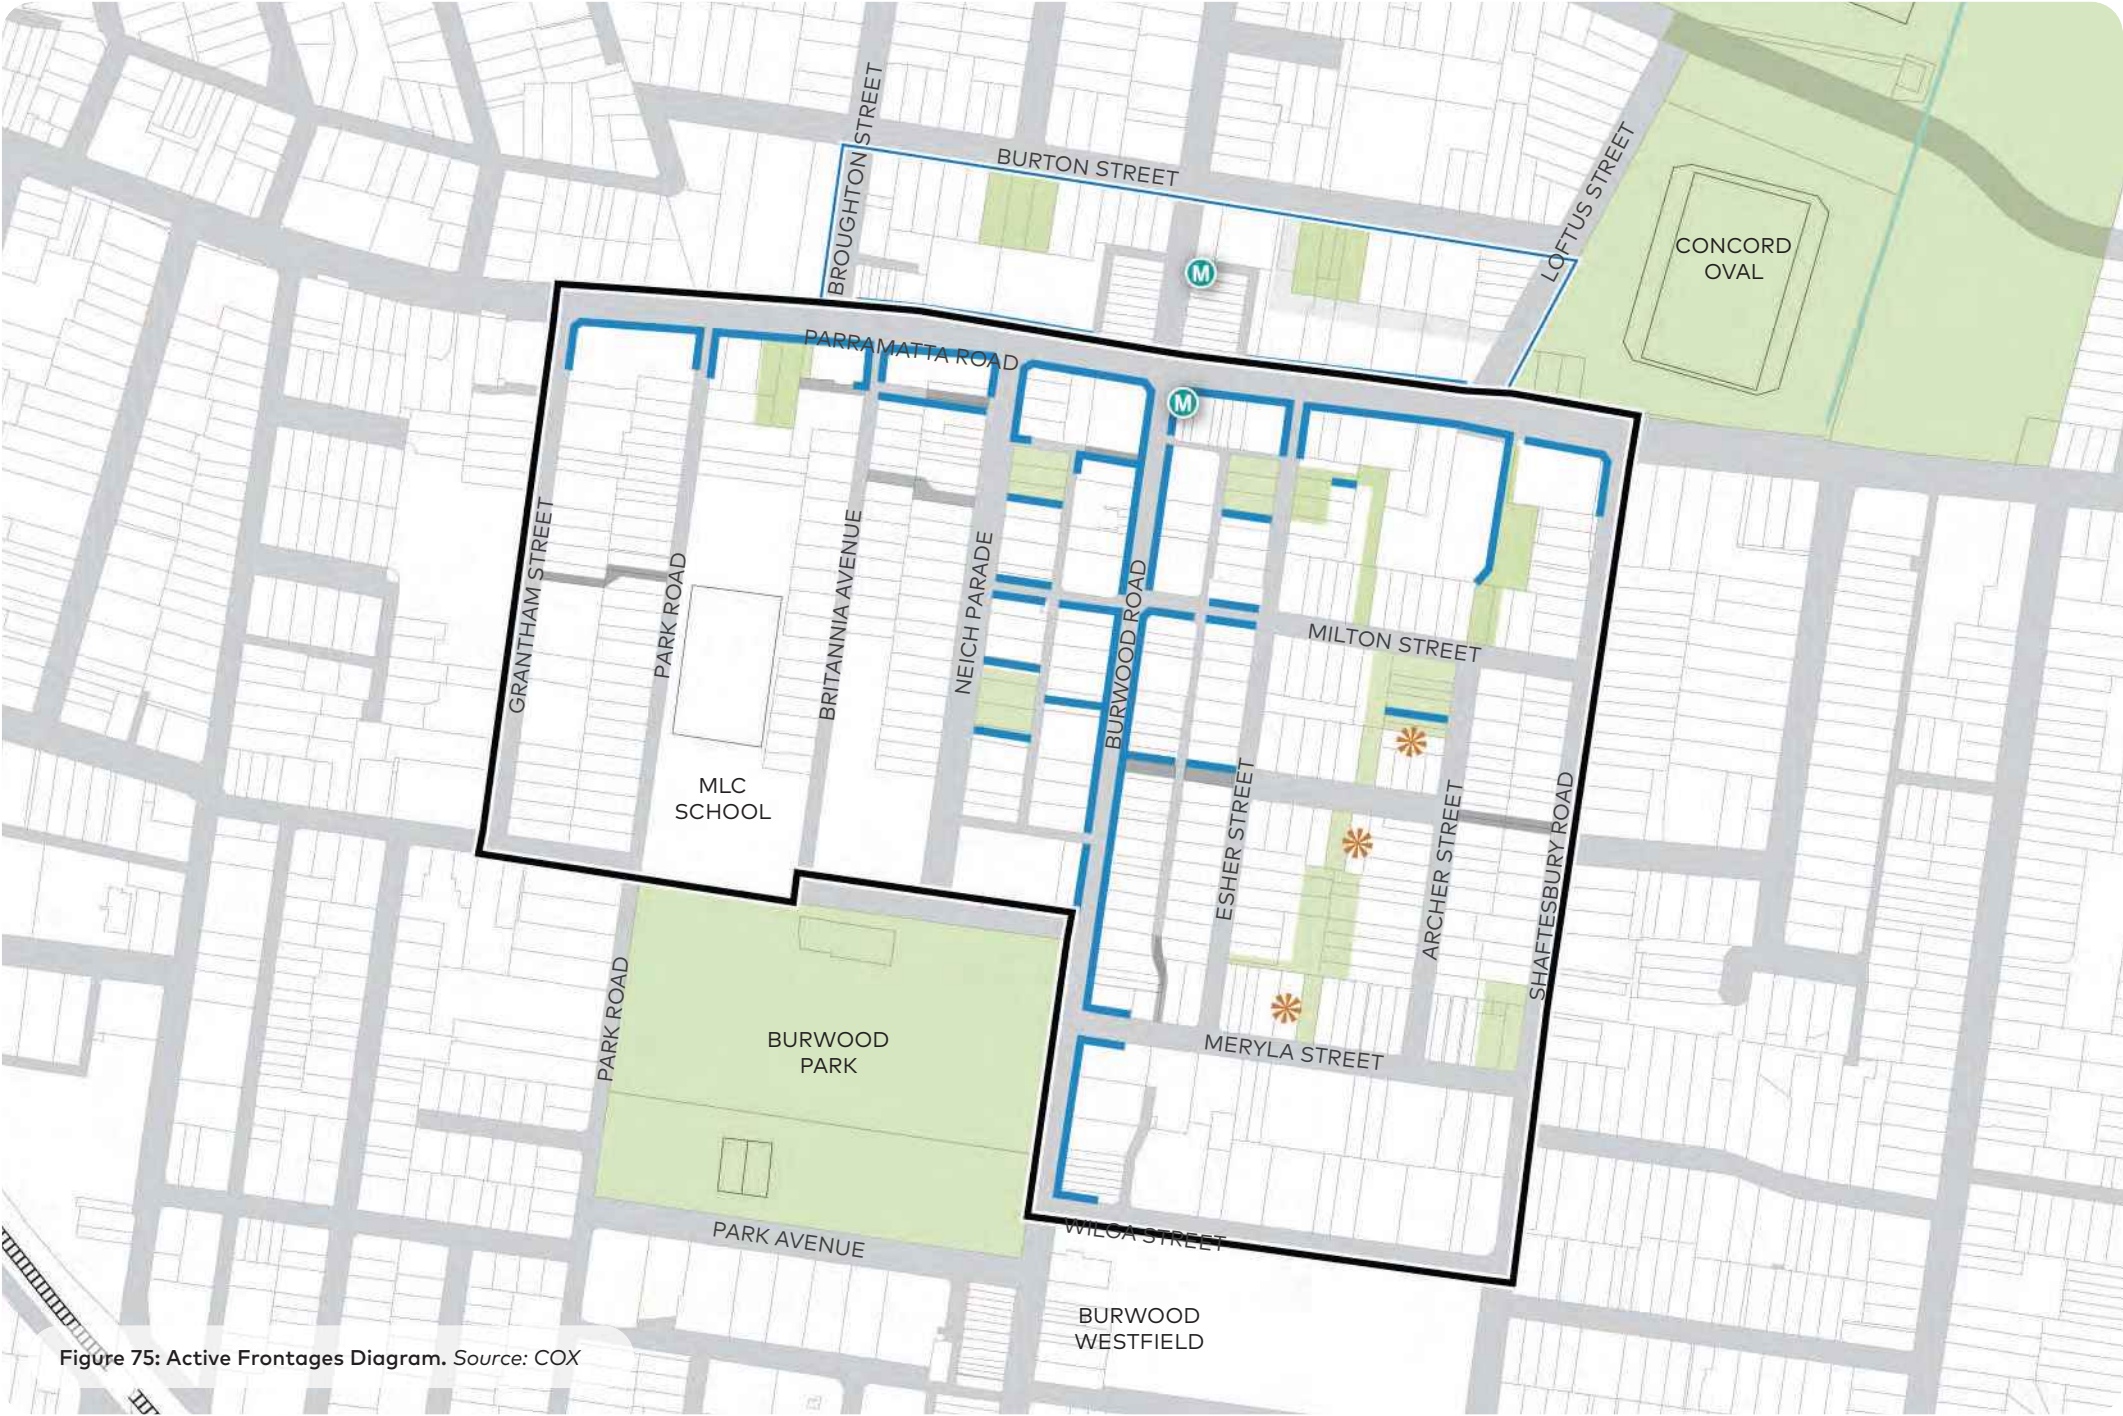 BROUGHTON STREET
BURTON STREET
LOFTUS STREET
CONCORD
OVAL
M
PARRAMATTA ROAD
M
GRANTHAM STREET
PARK ROAD
BRITANNIA AVENUE
NEICH PARADE
BURWOOD ROAD
MILTON STREET
MLC
SCHOOL
ESHER STREET
ARCHER STREET
SHAFTESBURY ROAD
PARK ROAD
BURWOOD
PARK
MERYLA STREET
PARK AVENUE
WILGA STREET
BURWOOD
WESTFIELD
Figure 75: Active Frontages Diagram. Source: COX